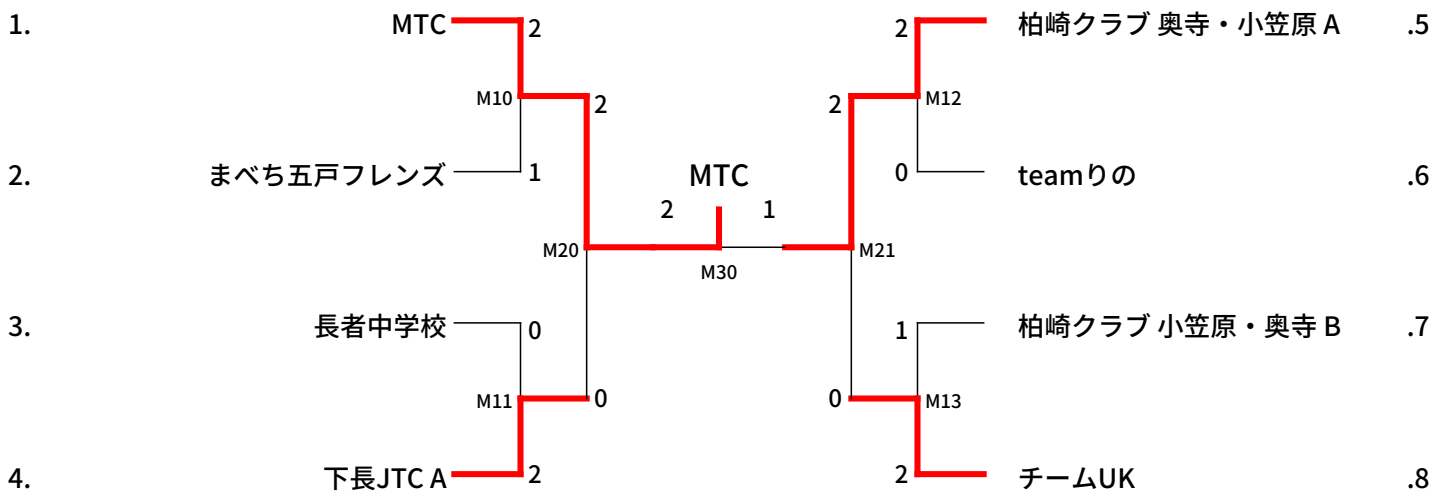 1. MTC 2 2 柏崎クラブ 奥寺・小笠原 A .5
M10 2 2 M12
2. まべち五戸フレンズ 1 MTC 0 teamりの .6
2 1
M20 M30 M21
3. 長者中学校 0 1 柏崎クラブ 小笠原・奥寺 B .7
M11 0 0 M13
4. 下長JTC A 2 2 チームUK .8